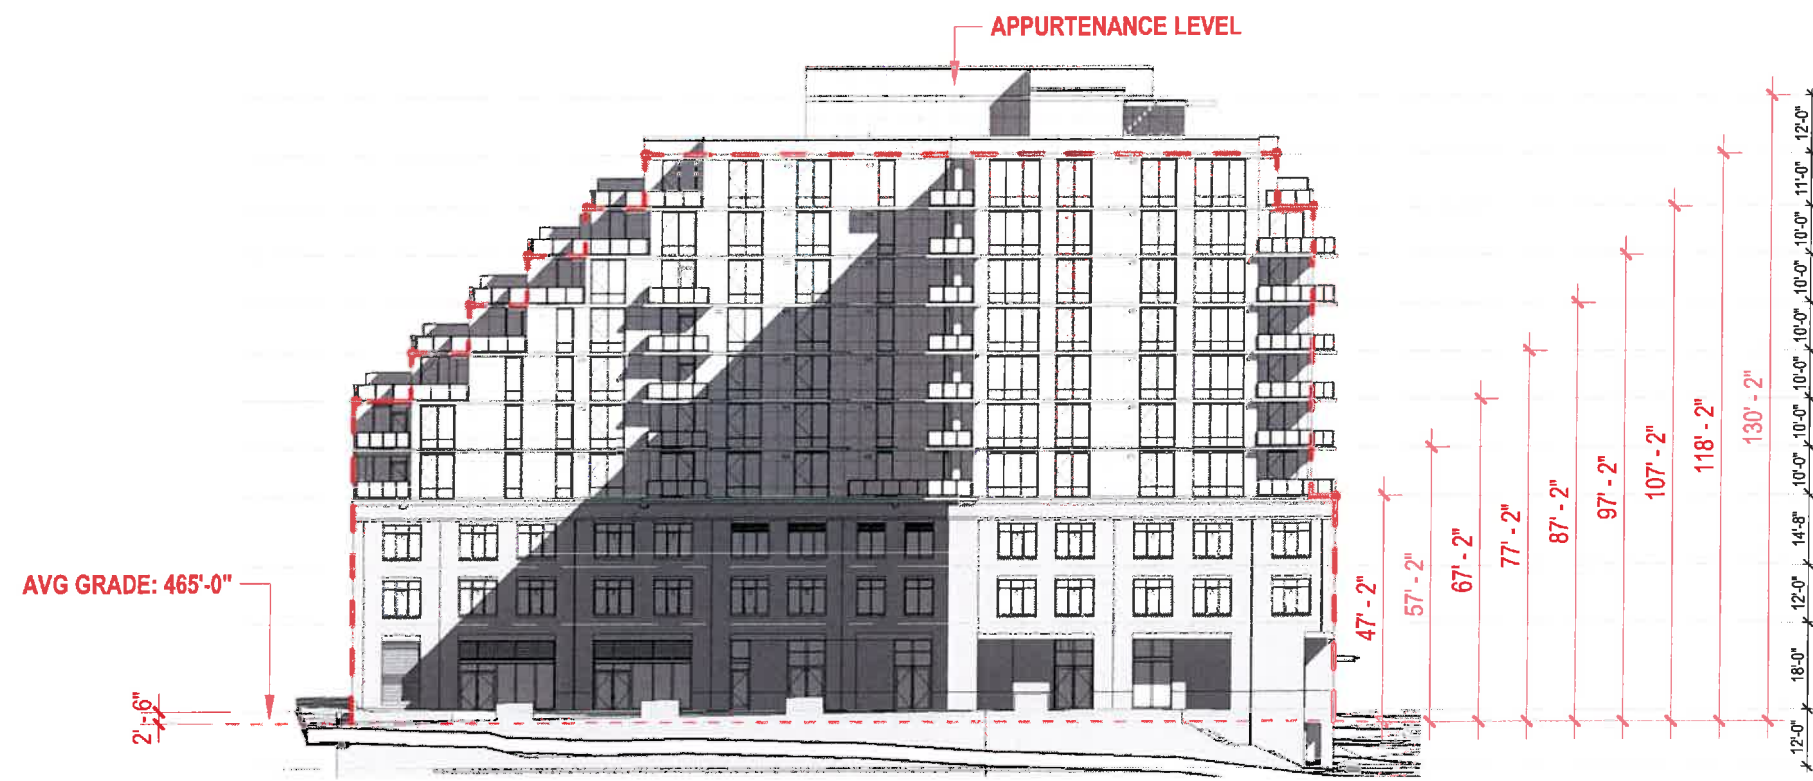 APPURTENANCE LEVEL
AVG GRADE: 465'-0"
2'-6"
47' - 2"
57' - 2"
67' - 2"
77' - 2"
87' - 2"
97' - 2"
107' - 2"
118' - 2"
130' - 2"
12'-0"
11'-0"
10'-0"
10'-0"
10'-0"
10'-0"
10'-0"
10'-0"
14'-8"
12'-0"
18'-0"
12'-0"